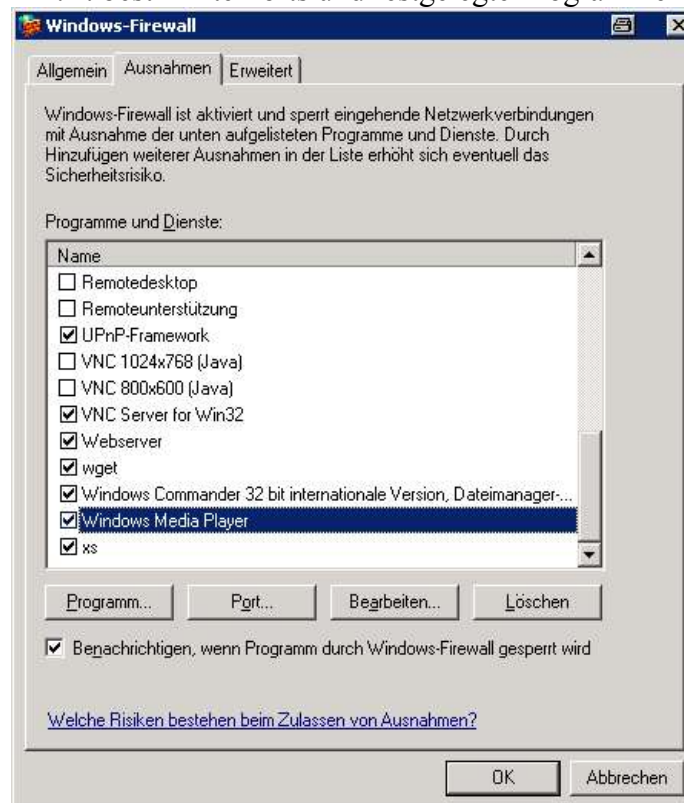 Windows-Firewall
Allgemein
Ausnahmen
Erweitert
Windows-Firewall ist aktiviert und sperrt eingehende Netzwerkverbindungen
mit Ausnahme der unten aufgelisteten Programme und Dienste. Durch
Hinzufügen weiterer Ausnahmen in der Liste erhöht sich eventuell das
Sicherheitsrisiko.
Programme und Dienste:
Name
Remotedesktop
Remoteunterstützung
UPnP-Framework
VNC 1024x768 (Java)
VNC 800x600 (Java)
VNC Server for Win32
Webserver
wget
Windows Commander 32 bit internationale Version, Dateimanager-...
Windows Media Player
xs
Programm...
Port...
Bearbeiten...
Löschen
Benachrichtigen, wenn Programm durch Windows-Firewall gesperrt wird
Welche Risiken bestehen beim Zulassen von Ausnahmen?
OK
Abbrechen